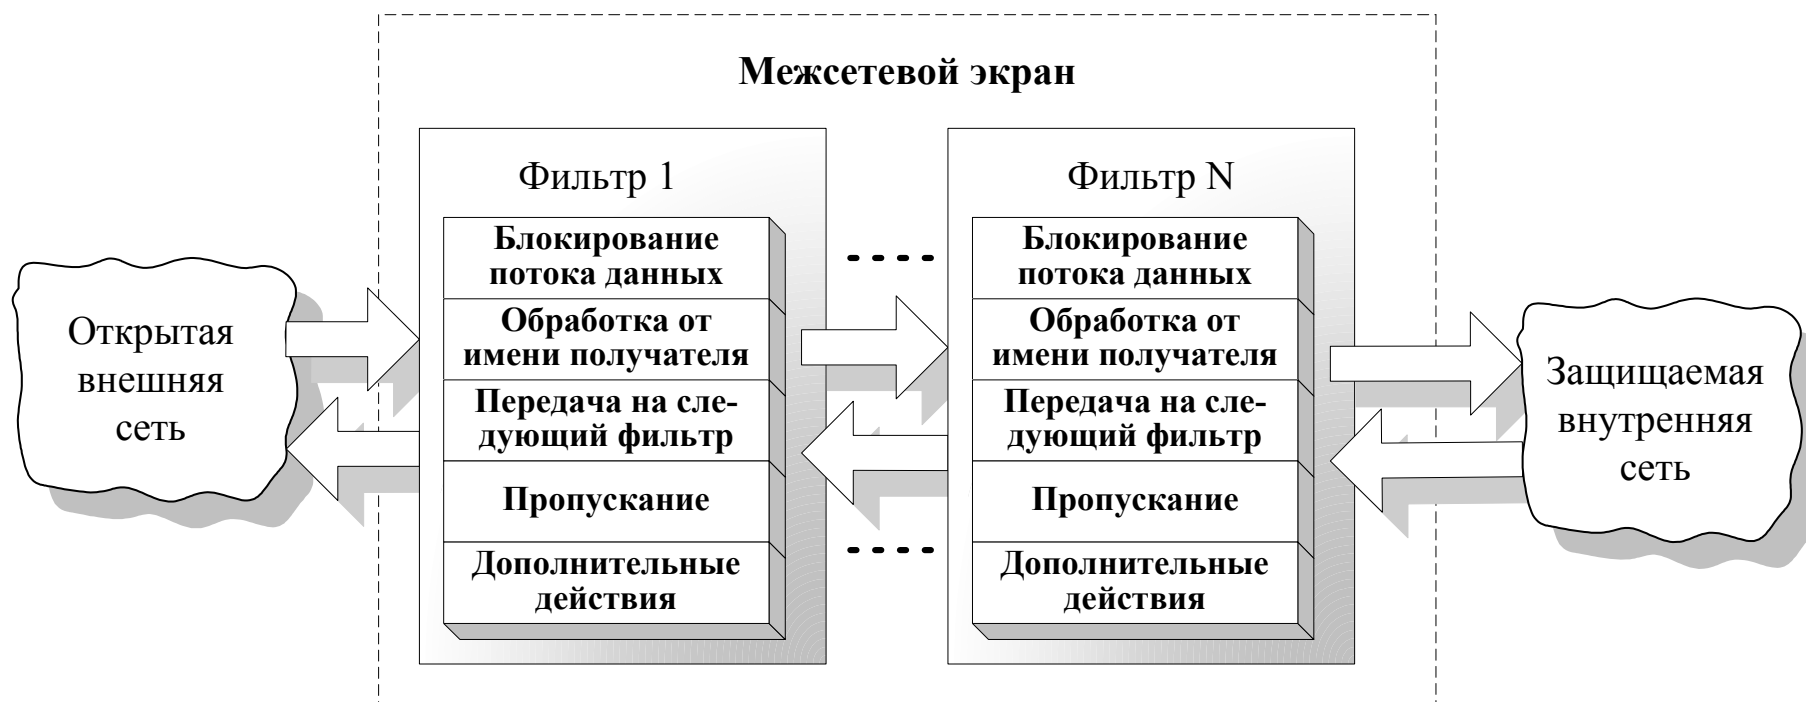 Межсетевой экран
Фильтр 1
Блокирование
потока данных
Обработка от
имени получателя
Передача на сле-
дующий фильтр
Пропускание
Дополнительные
действия
Фильтр N
Блокирование
потока данных
Обработка от
имени получателя
Передача на сле-
дующий фильтр
Пропускание
Дополнительные
действия
Открытая
внешняя
сеть
Защищаемая
внутренняя
сеть